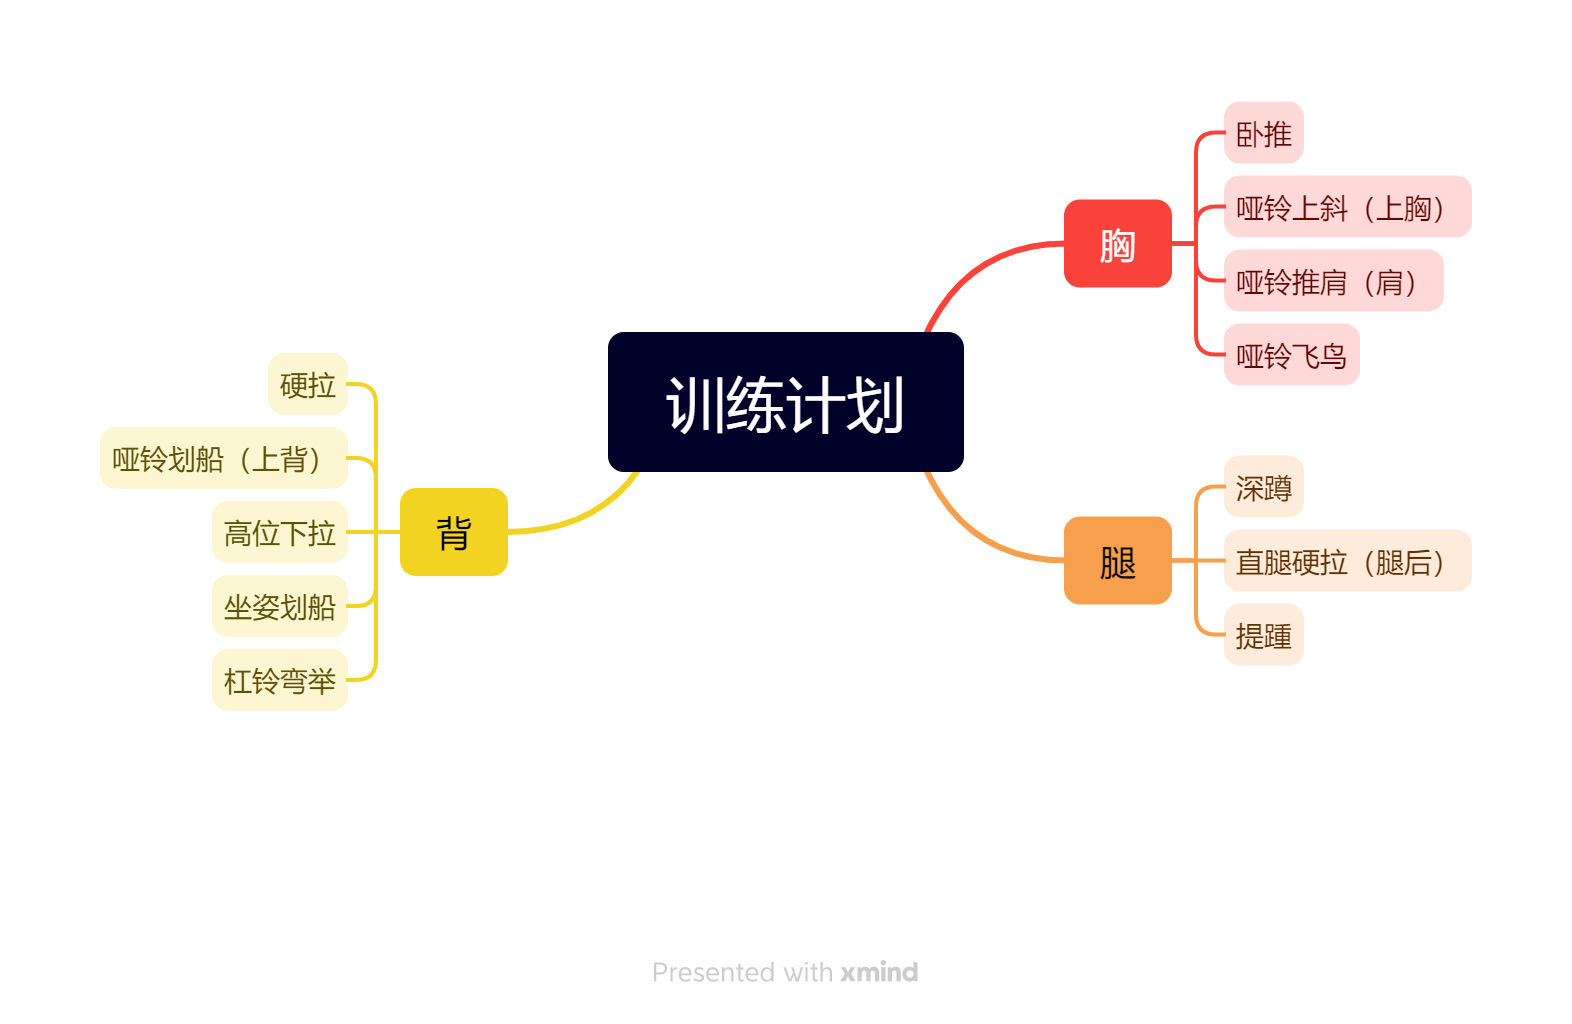 训练计划
胸
卧推
哑铃上斜（上胸）
哑铃推肩（肩）
哑铃飞鸟
腿
深蹲
直腿硬拉（腿后）
提踵
背
硬拉
哑铃划船（上背）
高位下拉
坐姿划船
杠铃弯举
Presented with xmind